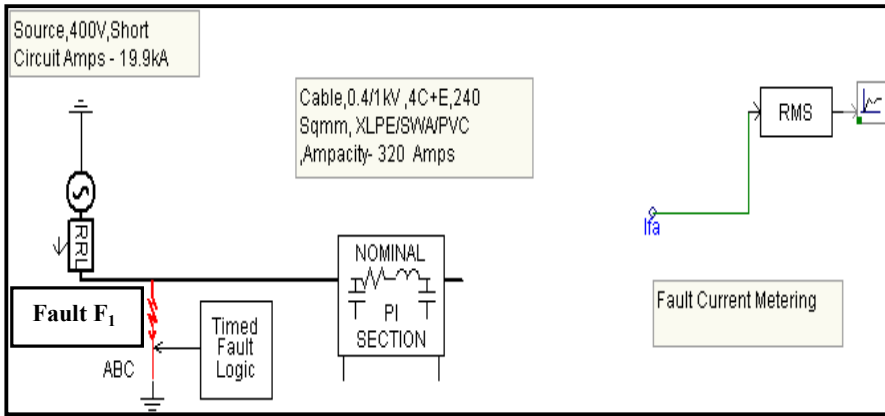 Source,400V,Short
Circuit Amps - 19.9kA
Cable,0.4/1kV ,4C+E,240
Sqmm, XLPE/SWA/PVC
,Ampacity- 320 Amps
RMS
Ifa
RRL
NOMINAL
PI
SECTION
Fault F₁
Timed
Fault
Logic
ABC
Fault Current Metering